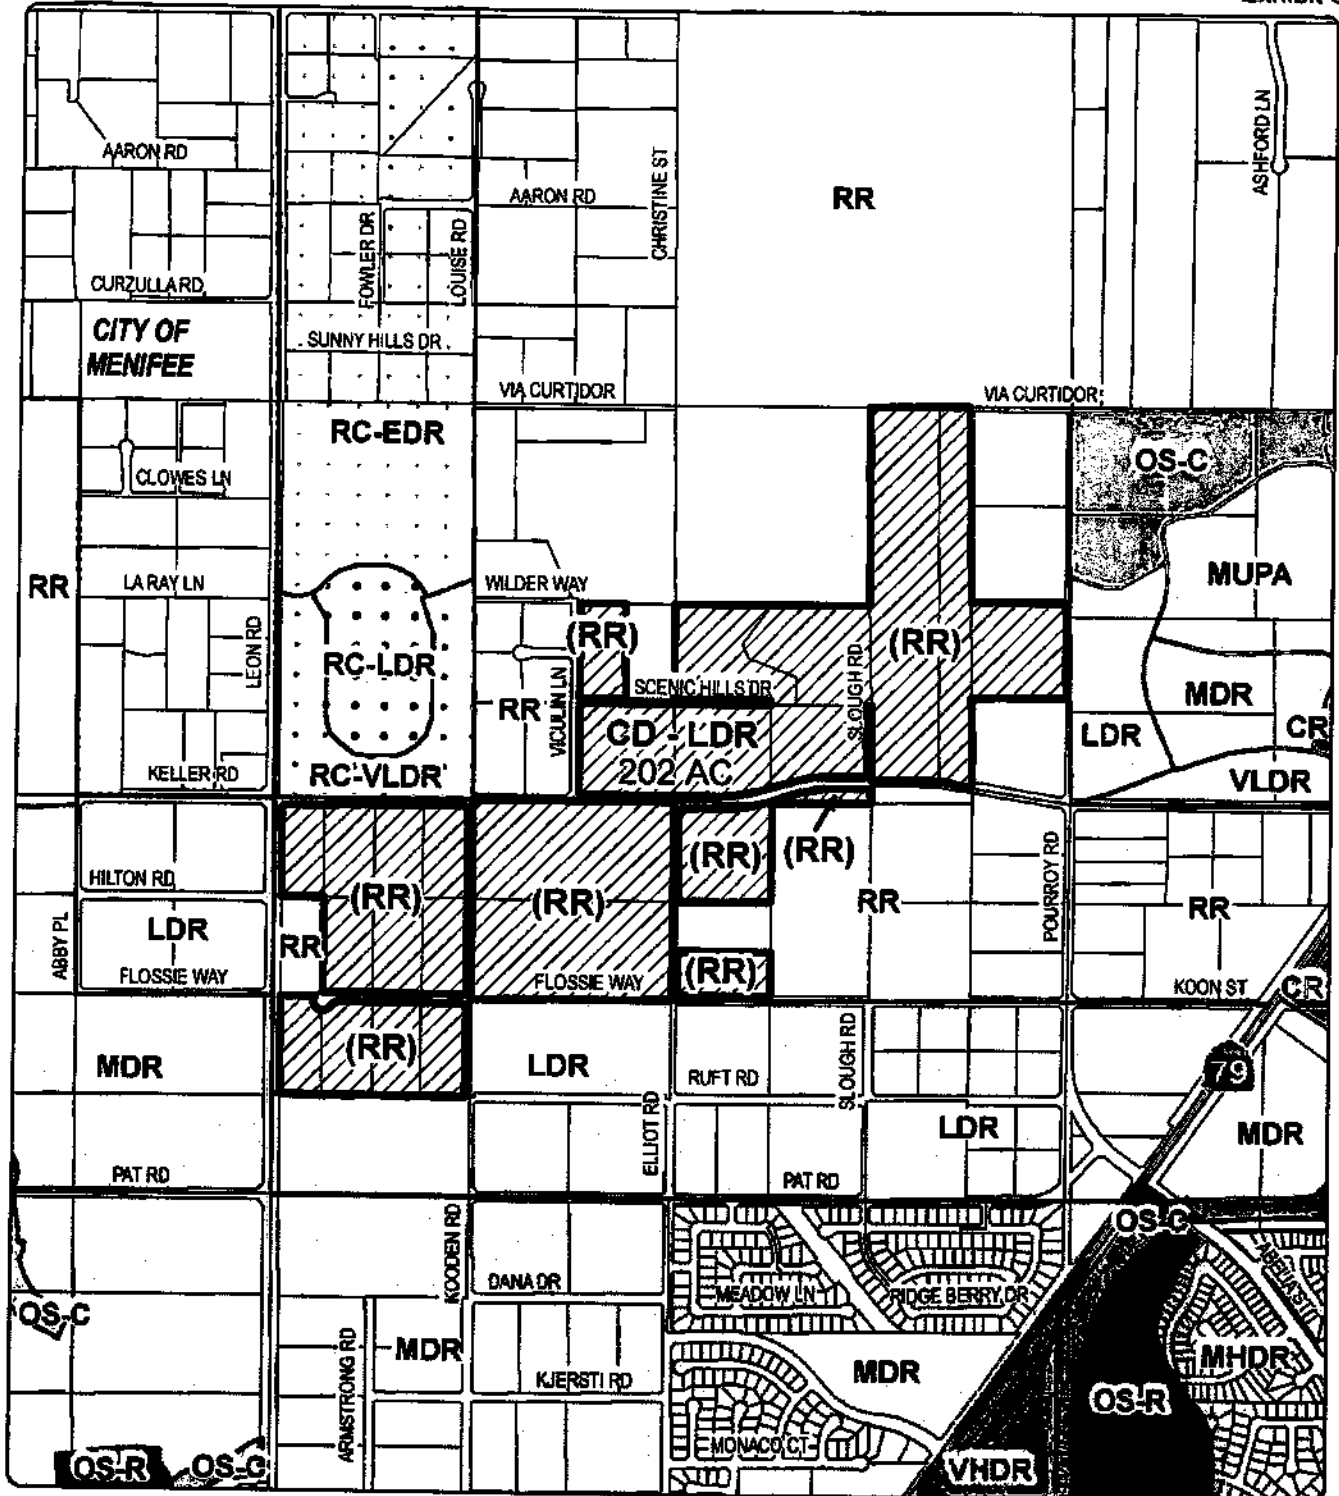 AARON RD
ASHFORD LN
CHRISTINE ST
AARON RD
RR
FOWLER DR
LOUISE RD
CURZULLA RD
CITY OF
MENIFEE
SUNNY HILLS DR
VIA CURTIDOR
VIA CURTIDOR
RC-EDR
CLOWES LN
OS-C
RR
LA RAY LN
WILDER WAY
MUPA
LEON RD
(RR)
(RR)
RC-LDR
SCENIC HILLS DR
SLOUGH RD
MDR
RR
VICULIN LN
CD - LDR
202 AC
LDR
CR
KELLER RD
RC-VLDR
VLDR
HILTON RD
(RR)
(RR)
(RR)
(RR)
RR
POURROY RD
RR
ABBY PL
LDR
RR
FLOSSIE WAY
FLOSSIE WAY
(RR)
KOON ST
CR
MDR
(RR)
LDR
RUFT RD
SLOUGH RD
79
ELLIOT RD
LDR
MDR
PAT RD
PAT RD
KOODEN RD
OS-C
DANA DR
MEADOW LN
RIDGE BERRY DR
OS-C
ARMSTRONG RD
MDR
KJERSTI RD
MDR
MHDR
OS-R
MONACO CT
OS-R
OS-C
VHDR